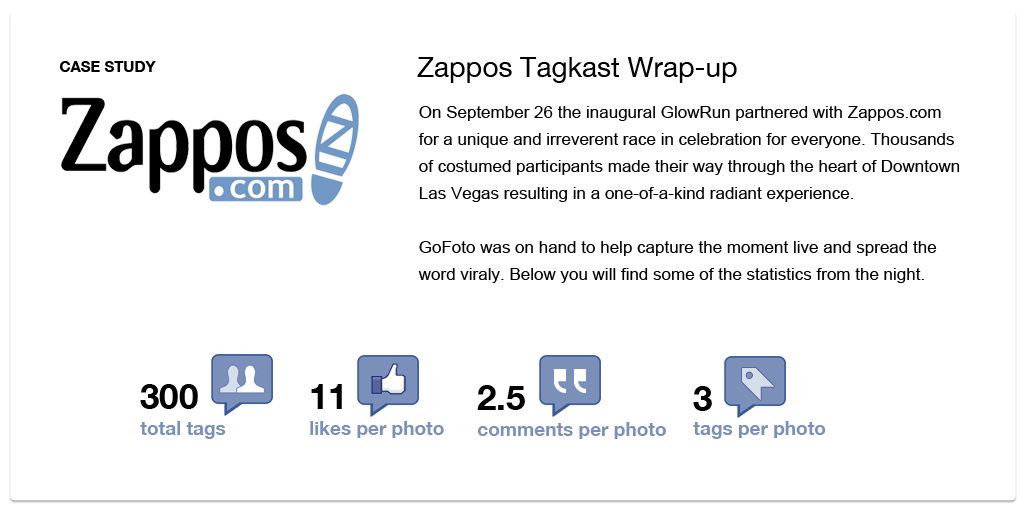 CASE STUDY
Zappos
.com
Zappos Tagkast Wrap-up
On September 26 the inaugural GlowRun partnered with Zappos.com
for a unique and irreverent race in celebration for everyone. Thousands
of costumed participants made their way through the heart of Downtown
Las Vegas resulting in a one-of-a-kind radiant experience.
GoFoto was on hand to help capture the moment live and spread the
word viraly. Below you will find some of the statistics from the night.
300
total tags
11
likes per photo
2.5
comments per photo
3
tags per photo